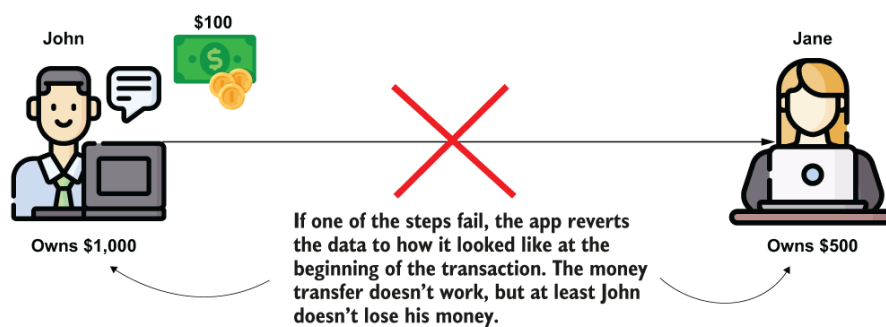 $100
John
Jane
$
Owns $1,000
If one of the steps fail, the app reverts
the data to how it looked like at the
beginning of the transaction. The money
transfer doesn't work, but at least John
doesn't lose his money.
Owns $500